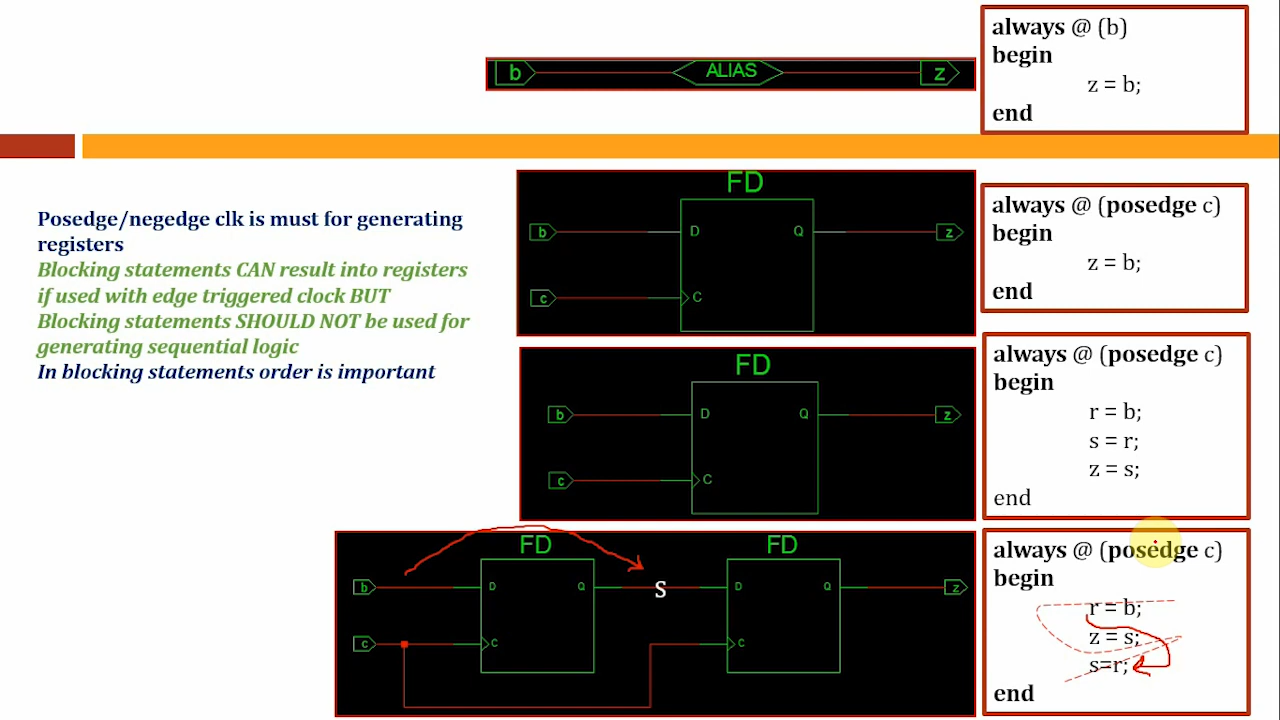 b ALIAS z
always @ (b)
begin
z = b;
end
Posedge/negedge clk is must for generating
registers
Blocking statements CAN result into registers
if used with edge triggered clock BUT
Blocking statements SHOULD NOT be used for
generating sequential logic
In blocking statements order is important
FD
b D Q z
c C
always @ (posedge c)
begin
z = b;
end
FD
b D Q z
c C
always @ (posedge c)
begin
r = b;
s = r;
z = s;
end
FD FD
b D Q S D Q z
c C C
always @ (posedge c)
begin
r = b;
z = s;
s=r;
end